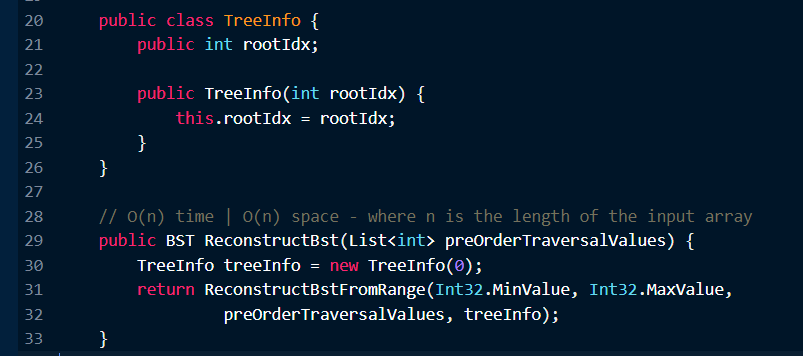 20 public class TreeInfo {
21 public int rootIdx;
22
23 public TreeInfo(int rootIdx) {
24 this.rootIdx = rootIdx;
25 }
26 }
27
28 // O(n) time | O(n) space - where n is the length of the input array
29 public BST ReconstructBst(List<int> preOrderTraversalValues) {
30 TreeInfo treeInfo = new TreeInfo(0);
31 return ReconstructBstFromRange(Int32.MinValue, Int32.MaxValue,
32 preOrderTraversalValues, treeInfo);
33 }